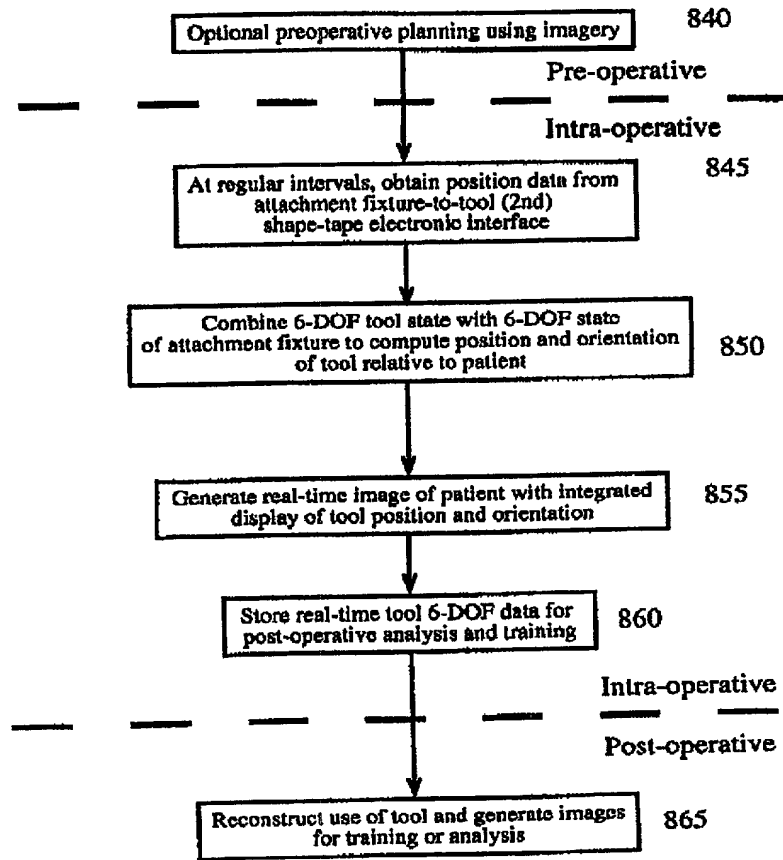 840
Optional preoperative planning using imagery
Pre-operative
Intra-operative
845
At regular intervals, obtain position data from
attachment fixture-to-tool (2nd)
shape-tape electronic interface
Combine 6-DOF tool state with 6-DOF state
of attachment fixture to compute position and orientation
of tool relative to patient
850
Generate real-time image of patient with integrated
display of tool position and orientation
855
Store real-time tool 6-DOF data for
post-operative analysis and training
860
Intra-operative
Post-operative
Reconstruct use of tool and generate images
for training or analysis
865